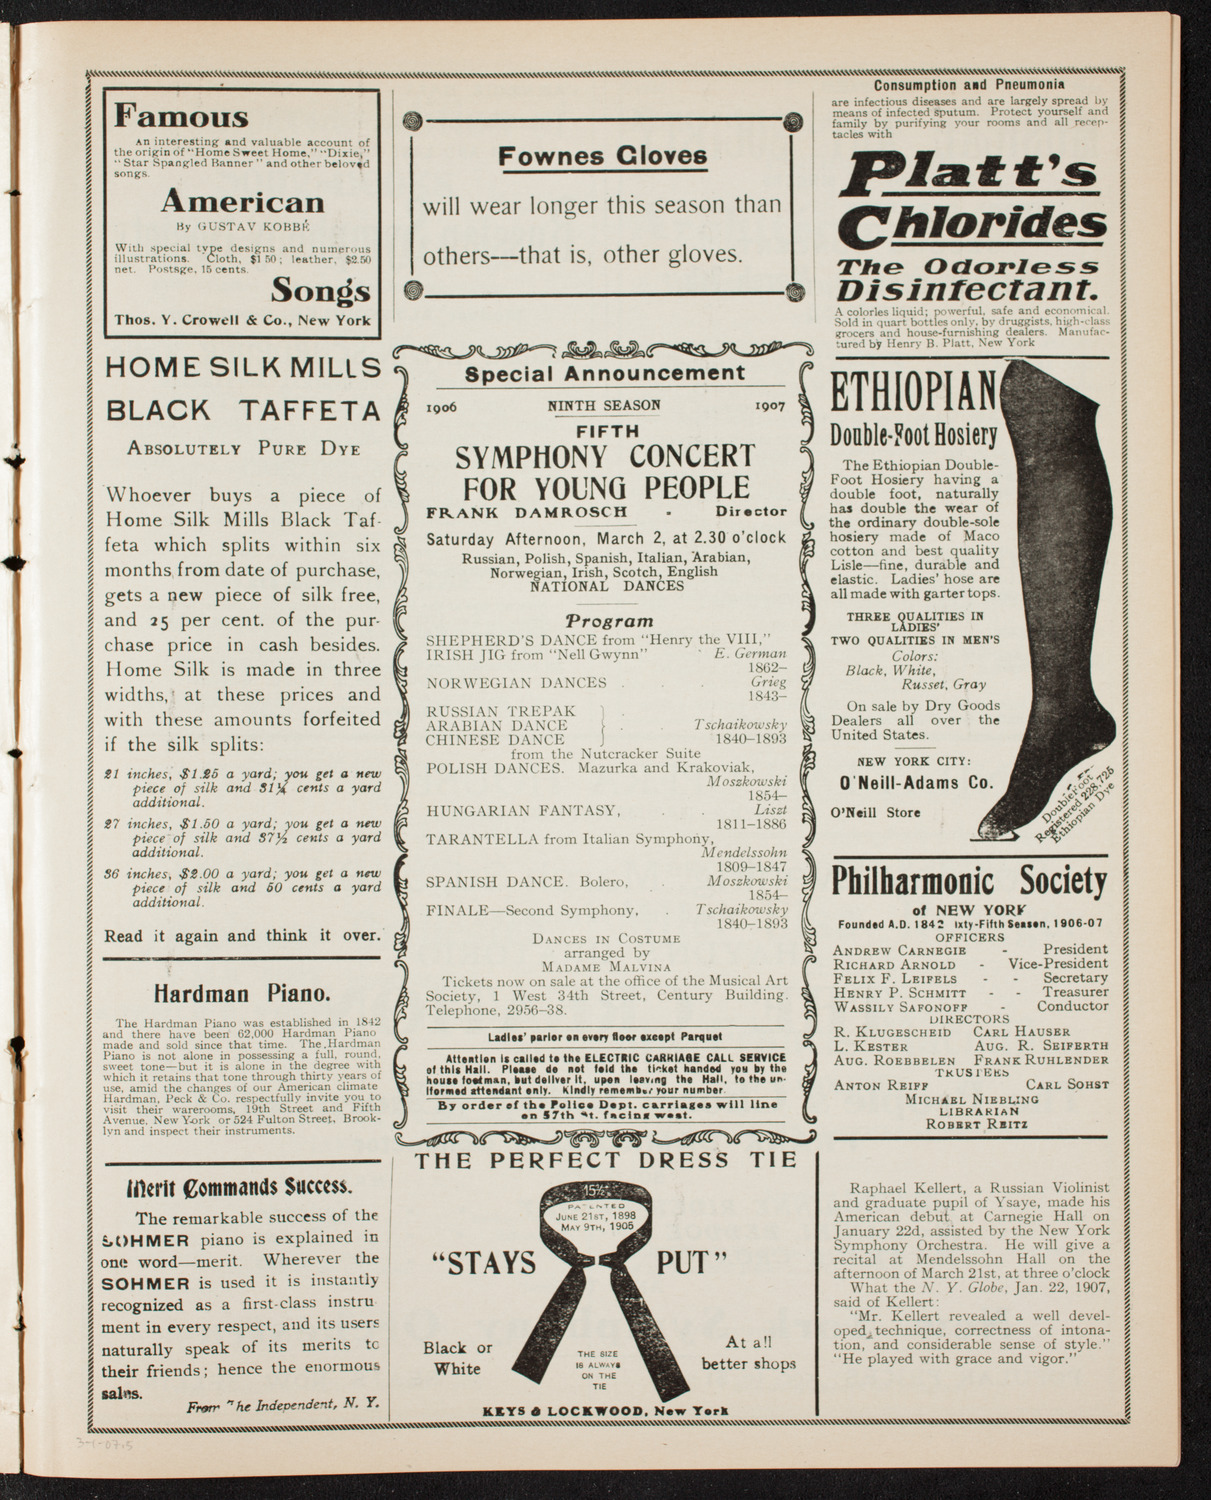 Famous
An interesting and valuable account of
the origin of "Home Sweet Home," "Dixie,"
"Star Spangled Banner" and other beloved
songs.
American
By GUSTAV KOBBÉ
With special type designs and numerous
illustrations. Cloth, $1 50; leather, $2.50
net. Postage, 15 cents.
Songs
Thos. Y. Crowell & Co., New York
HOME SILK MILLS
BLACK TAFFETA
ABSOLUTELY PURE DYE
Whoever buys a piece of
Home Silk Mills Black Taf-
feta which splits within six
months from date of purchase,
gets a new piece of silk free,
and 25 per cent. of the pur-
chase price in cash besides.
Home Silk is made in three
widths, at these prices and
with these amounts forfeited
if the silk splits:
21 inches, $1.25 a yard; you get a new
piece of silk and 31¼ cents a yard
additional.
27 inches, $1.50 a yard; you get a new
piece of silk and 37½ cents a yard
additional.
36 inches, $2.00 a yard; you get a new
piece of silk and 50 cents a yard
additional.
Read it again and think it over.
Hardman Piano.
The Hardman Piano was established in 1842
and there have been 62,000 Hardman Piano
made and sold since that time. The Hardman
Piano is not alone in possessing a full, round,
sweet tone—but it is alone in the degree with
which it retains that tone through thirty years of
use, amid the changes of our American climate
Hardman, Peck & Co. respectfully invite you to
visit their warerooms, 19th Street and Fifth
Avenue, New York or 524 Fulton Street, Brook-
lyn and inspect their instruments.
Merit Commands Success.
The remarkable success of the
SOHMER piano is explained in
one word—merit. Wherever the
SOHMER is used it is instantly
recognized as a first-class instru
ment in every respect, and its users
naturally speak of its merits to
their friends; hence the enormous
sales.
From The Independent, N. Y.
Fownes Gloves
will wear longer this season than
others—that is, other gloves.
Special Announcement
1906 NINTH SEASON 1907
FIFTH
SYMPHONY CONCERT
FOR YOUNG PEOPLE
FRANK DAMROSCH - Director
Saturday Afternoon, March 2, at 2.30 o'clock
Russian, Polish, Spanish, Italian, Arabian,
Norwegian, Irish, Scotch, English
NATIONAL DANCES
Program
SHEPHERD'S DANCE from "Henry the VIII,"
IRISH JIG from "Nell Gwynn" E. German
1862–
NORWEGIAN DANCES . . . Grieg
1843–
RUSSIAN TREPAK
ARABIAN DANCE . . Tschaikowsky
CHINESE DANCE 1840–1893
from the Nutcracker Suite
POLISH DANCES. Mazurka and Krakoviak,
Moszkowski
1854–
HUNGARIAN FANTASY, . . Liszt
1811–1886
TARANTELLA from Italian Symphony,
Mendelssohn
1809–1847
SPANISH DANCE. Bolero, . Moszkowski
1854–
FINALE—Second Symphony, . Tschaikowsky
1840–1893
DANCES IN COSTUME
arranged by
MADAME MALVINA
Tickets now on sale at the office of the Musical Art
Society, 1 West 34th Street, Century Building.
Telephone, 2956–38.
Ladies' parlor on every floor except Parquet
Attention is called to the ELECTRIC CARRIAGE CALL SERVICE
of this Hall. Please do not fold the ticket handed you by the
house footman, but deliver it, upon leaving the Hall, to the un-
iformed attendant only. Kindly remember your number.
By order of the Police Dept. carriages will line
on 57th St. facing west.
THE PERFECT DRESS TIE
15½
PATENTED
JUNE 21ST, 1898
MAY 9TH, 1905
"STAYS PUT"
Black or
White
THE SIZE
IS ALWAYS
ON THE
TIE
At all
better shops
KEYS & LOCKWOOD, New York
Consumption and Pneumonia
are infectious diseases and are largely spread by
means of infected sputum. Protect yourself and
family by purifying your rooms and all recep-
tacles with
Platt's
Chlorides
The Odorless
Disinfectant.
A colorles liquid; powerful, safe and economical.
Sold in quart bottles only, by druggists, high-class
grocers and house-furnishing dealers. Manufac-
tured by Henry B. Platt, New York
ETHIOPIAN
Double-Foot Hosiery
The Ethiopian Double-
Foot Hosiery having a
double foot, naturally
has double the wear of
the ordinary double-sole
hosiery made of Maco
cotton and best quality
Lisle—fine, durable and
elastic. Ladies' hose are
all made with garter tops.
THREE QUALITIES IN
LADIES'
TWO QUALITIES IN MEN'S
Colors:
Black, White,
Russet, Gray
On sale by Dry Goods
Dealers all over the
United States.
NEW YORK CITY:
O'Neill-Adams Co.
O'Neill Store
DoubleFoot
Registered 228,725
Ethiopian Dye
Philharmonic Society
of NEW YORK
Founded A.D. 1842 ixty-Fifth Season, 1906-07
OFFICERS
ANDREW CARNEGIE - President
RICHARD ARNOLD - Vice-President
FELIX F. LEIFELS - - Secretary
HENRY P. SCHMITT - - Treasurer
WASSILY SAFONOFF Conductor
DIRECTORS
R. KLUGESCHEID CARL HAUSER
L. KESTER AUG. R. SEIFERTH
AUG. ROEBBELEN FRANK RUHLENDER
TRUSTEES
ANTON REIFF CARL SOHST
MICHAEL NIEBLING
LIBRARIAN
ROBERT REITZ
Raphael Kellert, a Russian Violinist
and graduate pupil of Ysaye, made his
American debut at Carnegie Hall on
January 22d, assisted by the New York
Symphony Orchestra. He will give a
recital at Mendelssohn Hall on the
afternoon of March 21st, at three o'clock
What the N. Y. Globe, Jan. 22, 1907,
said of Kellert:
"Mr. Kellert revealed a well devel-
oped technique, correctness of intona-
tion, and considerable sense of style."
"He played with grace and vigor."
3-1-07.5